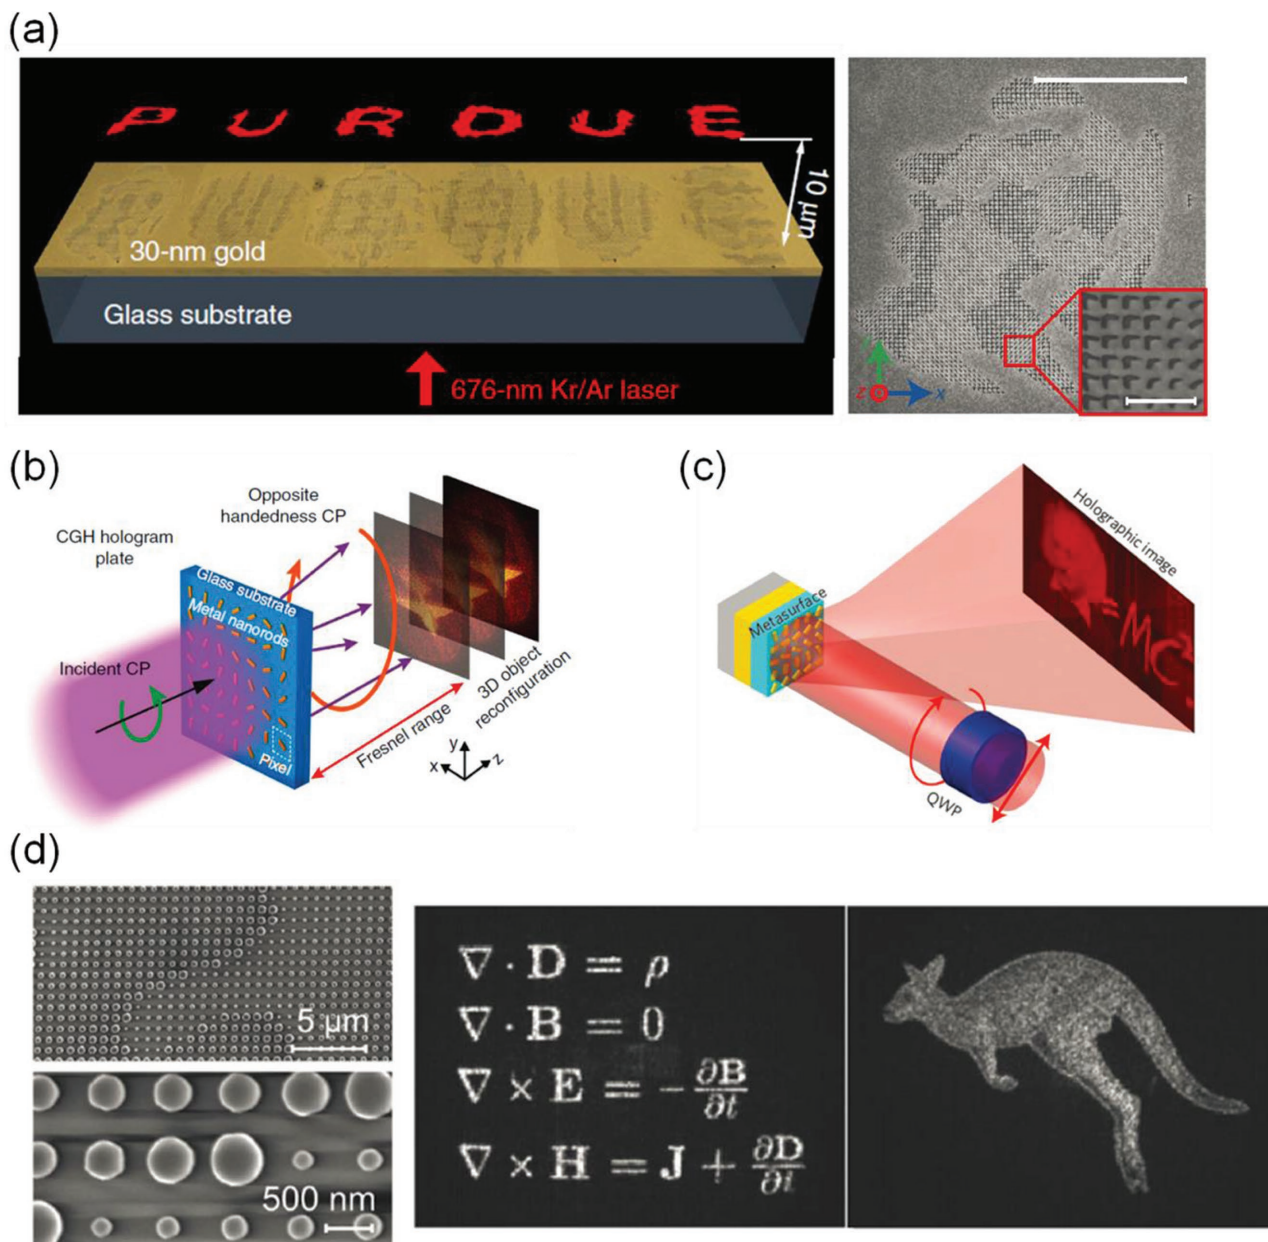 (a)
PURDUE
10 μm
30-nm gold
Glass substrate
676-nm Kr/Ar laser
y
z
x
(b)
Opposite
handedness CP
CGH hologram
plate
Glass substrate
Metal nanorods
Incident CP
Pixel
Fresnel range
3D object
reconfiguration
y
x
z
(c)
Holographic image
Metasurface
=MC²
QWP
(d)
5 μm
500 nm
∇ · D = ρ
∇ · B = 0
∇ × E = - ∂B/∂t
∇ × H = J + ∂D/∂t